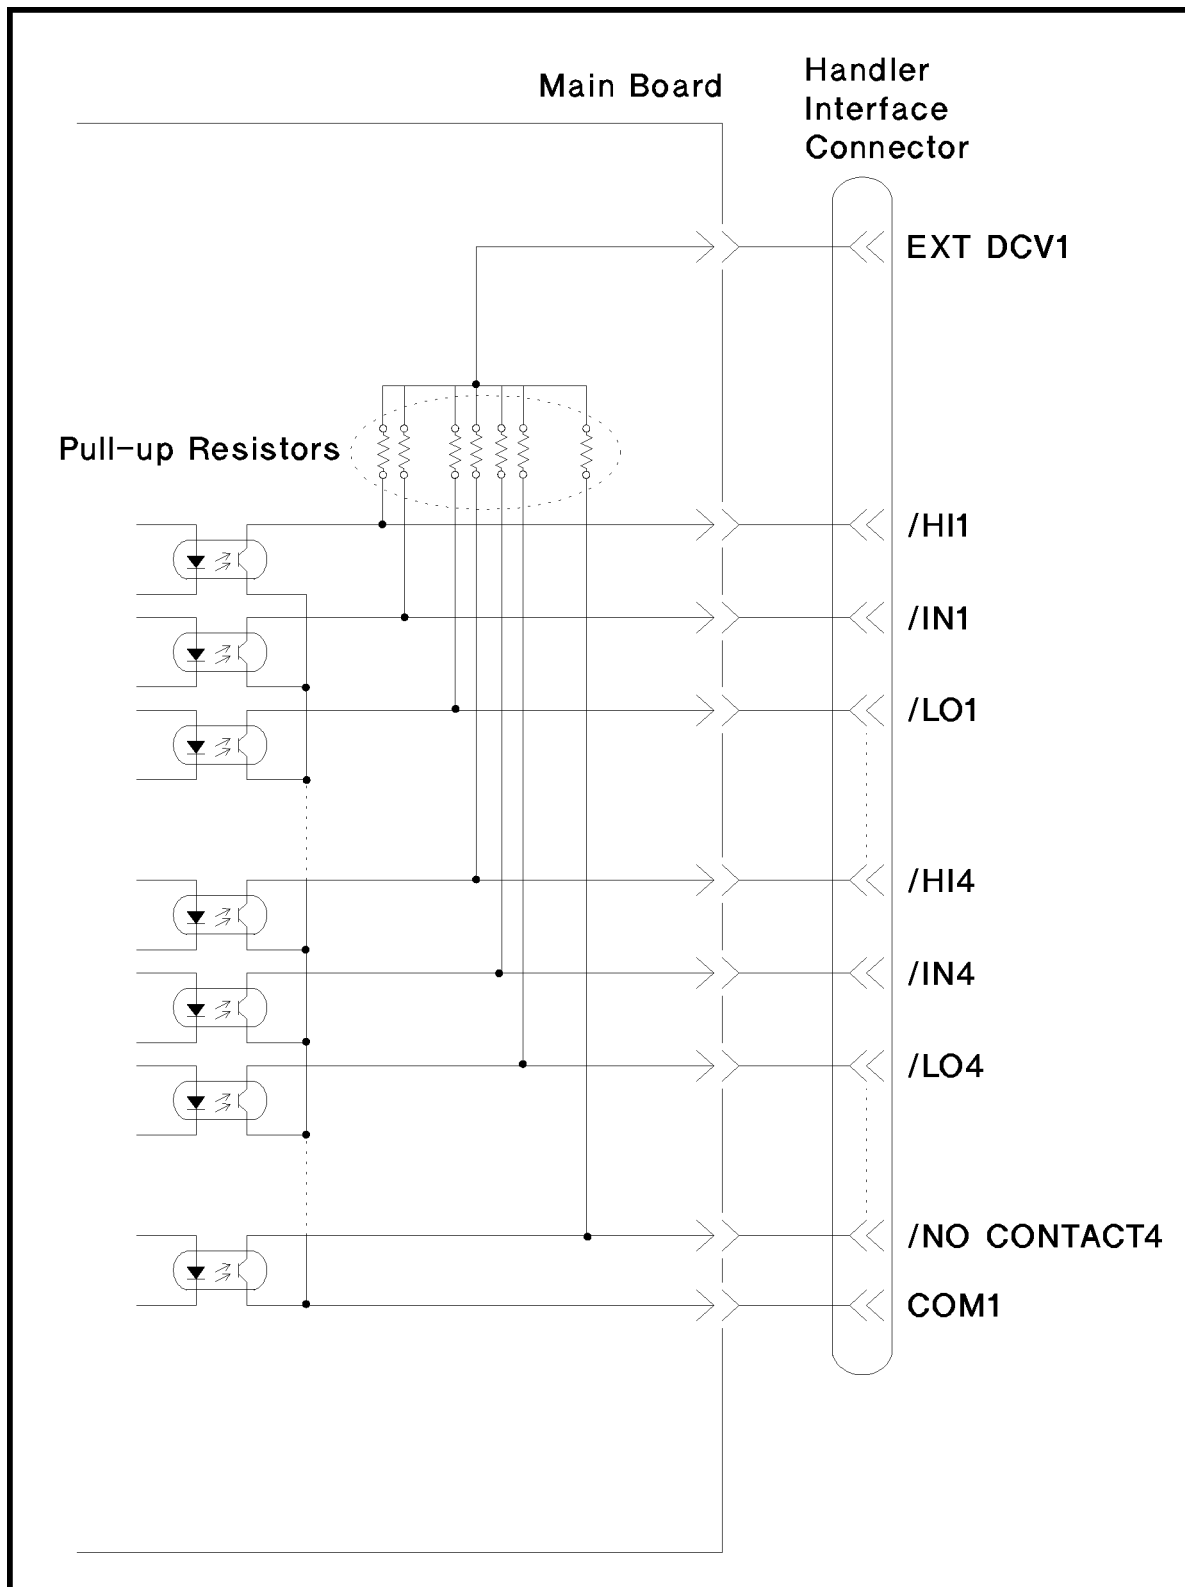 Main Board
Handler
Interface
Connector
EXT DCV1
Pull-up Resistors
/HI1
/IN1
/LO1
/HI4
/IN4
/LO4
/NO CONTACT4
COM1